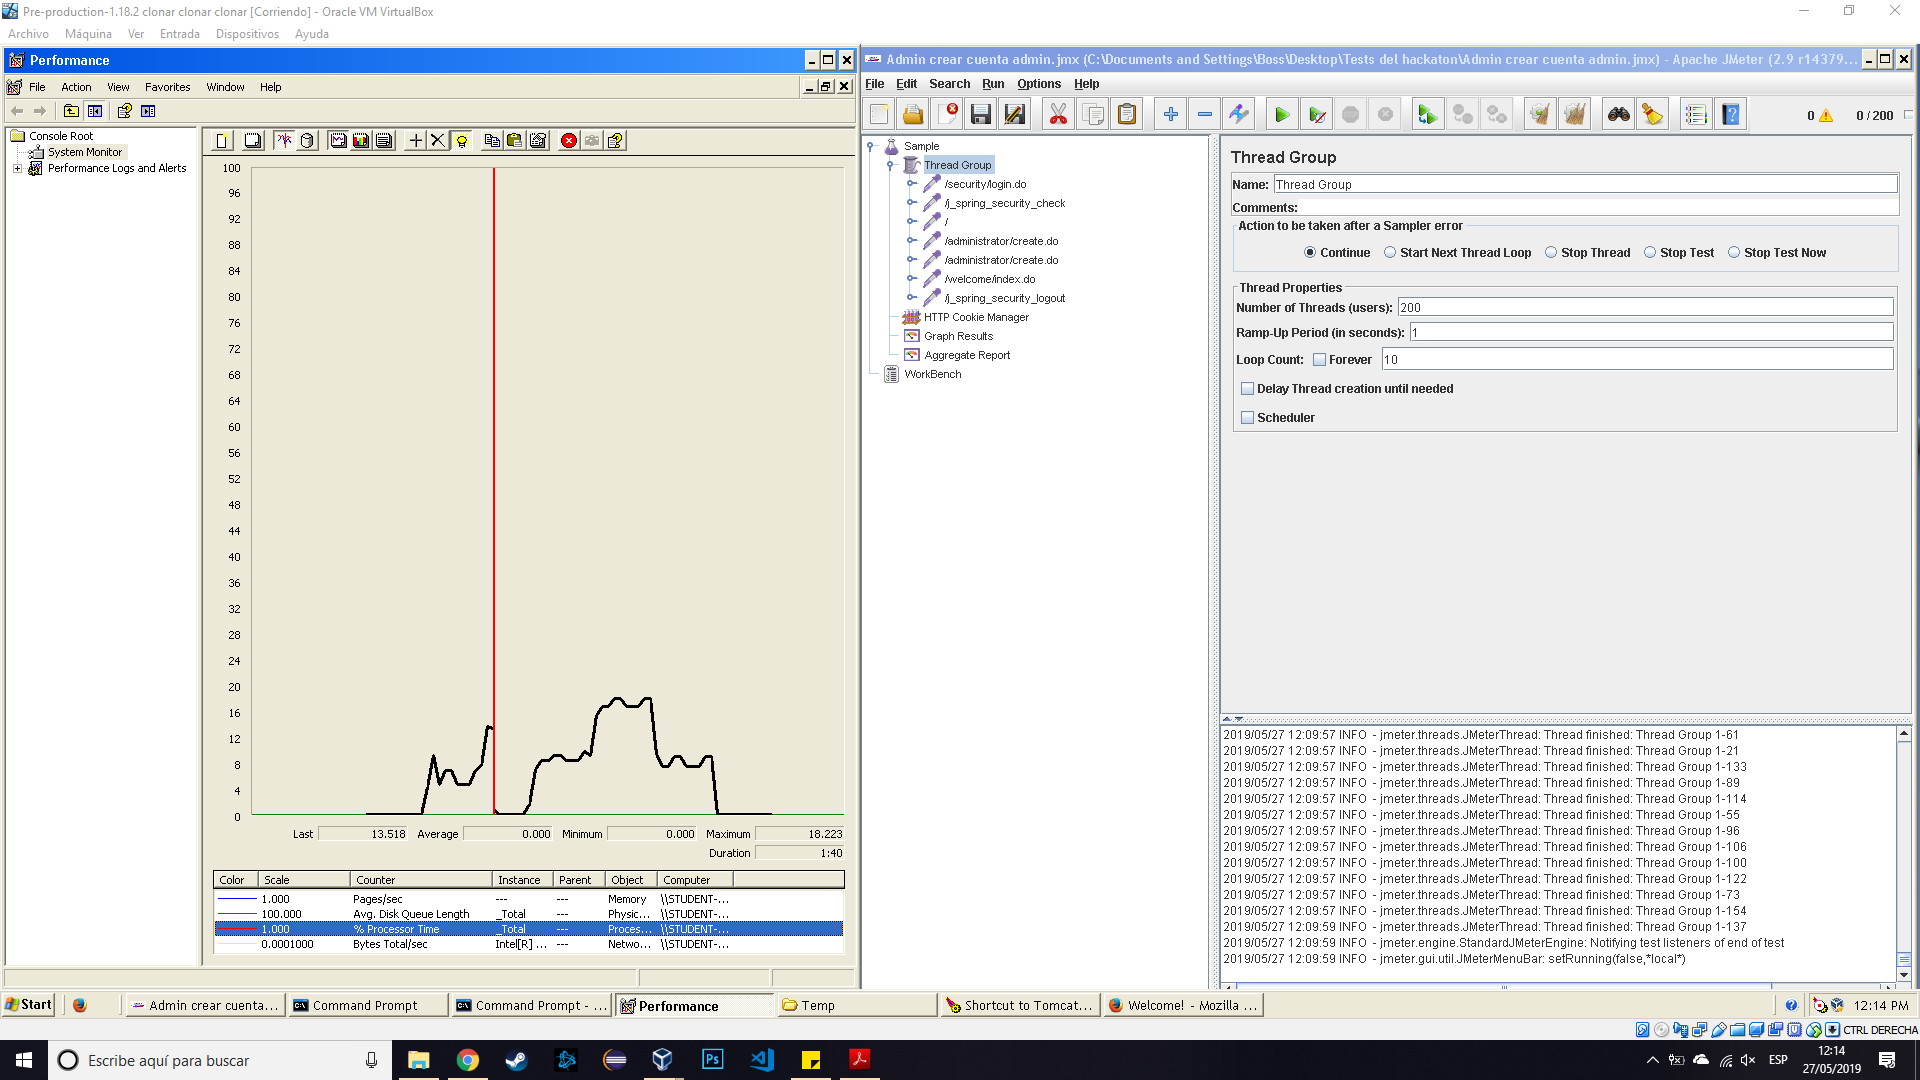 Pre-production-1.18.2 clonar clonar clonar [Corriendo] - Oracle VM VirtualBox
Archivo Máquina Ver Entrada Dispositivos Ayuda
Performance
File Action View Favorites Window Help
Console Root
System Monitor
Performance Logs and Alerts
100
96
92
88
84
80
76
72
68
64
60
56
52
48
44
40
36
32
28
24
20
16
12
8
4
0
Last 13.518 Average 0.000 Minimum 0.000 Maximum 18.223
Duration 1:40
Color Scale Counter Instance Parent Object Computer
1.000 Pages/sec --- --- Memory \\STUDENT-...
100.000 Avg. Disk Queue Length _Total --- Physic... \\STUDENT-...
1.000 % Processor Time _Total --- Proces... \\STUDENT-...
0.0001000 Bytes Total/sec Intel[R] ... --- Netwo... \\STUDENT-...
Admin crear cuenta admin.jmx (C:\Documents and Settings\Boss\Desktop\Tests del hackaton\Admin crear cuenta admin.jmx) - Apache JMeter (2.9 r14379...
File Edit Search Run Options Help
0 0 / 200
Sample
Thread Group
/security/login.do
/j_spring_security_check
/
/administrator/create.do
/administrator/create.do
/welcome/index.do
/j_spring_security_logout
HTTP Cookie Manager
Graph Results
Aggregate Report
WorkBench
Thread Group
Name: Thread Group
Comments:
Action to be taken after a Sampler error
Continue Start Next Thread Loop Stop Thread Stop Test Stop Test Now
Thread Properties
Number of Threads (users): 200
Ramp-Up Period (in seconds): 1
Loop Count: Forever 10
Delay Thread creation until needed
Scheduler
2019/05/27 12:09:57 INFO - jmeter.threads.JMeterThread: Thread finished: Thread Group 1-61
2019/05/27 12:09:57 INFO - jmeter.threads.JMeterThread: Thread finished: Thread Group 1-21
2019/05/27 12:09:57 INFO - jmeter.threads.JMeterThread: Thread finished: Thread Group 1-133
2019/05/27 12:09:57 INFO - jmeter.threads.JMeterThread: Thread finished: Thread Group 1-89
2019/05/27 12:09:57 INFO - jmeter.threads.JMeterThread: Thread finished: Thread Group 1-114
2019/05/27 12:09:57 INFO - jmeter.threads.JMeterThread: Thread finished: Thread Group 1-55
2019/05/27 12:09:57 INFO - jmeter.threads.JMeterThread: Thread finished: Thread Group 1-96
2019/05/27 12:09:57 INFO - jmeter.threads.JMeterThread: Thread finished: Thread Group 1-106
2019/05/27 12:09:57 INFO - jmeter.threads.JMeterThread: Thread finished: Thread Group 1-100
2019/05/27 12:09:57 INFO - jmeter.threads.JMeterThread: Thread finished: Thread Group 1-122
2019/05/27 12:09:57 INFO - jmeter.threads.JMeterThread: Thread finished: Thread Group 1-73
2019/05/27 12:09:57 INFO - jmeter.threads.JMeterThread: Thread finished: Thread Group 1-154
2019/05/27 12:09:57 INFO - jmeter.threads.JMeterThread: Thread finished: Thread Group 1-137
2019/05/27 12:09:59 INFO - jmeter.engine.StandardJMeterEngine: Notifying test listeners of end of test
2019/05/27 12:09:59 INFO - jmeter.gui.util.JMeterMenuBar: setRunning(false,*local*)
Start Admin crear cuenta... Command Prompt Command Prompt - ... Performance Temp Shortcut to Tomcat... Welcome! - Mozilla ... 12:14 PM
CTRL DERECHA
Escribe aquí para buscar
Ps
ESP
12:14
27/05/2019